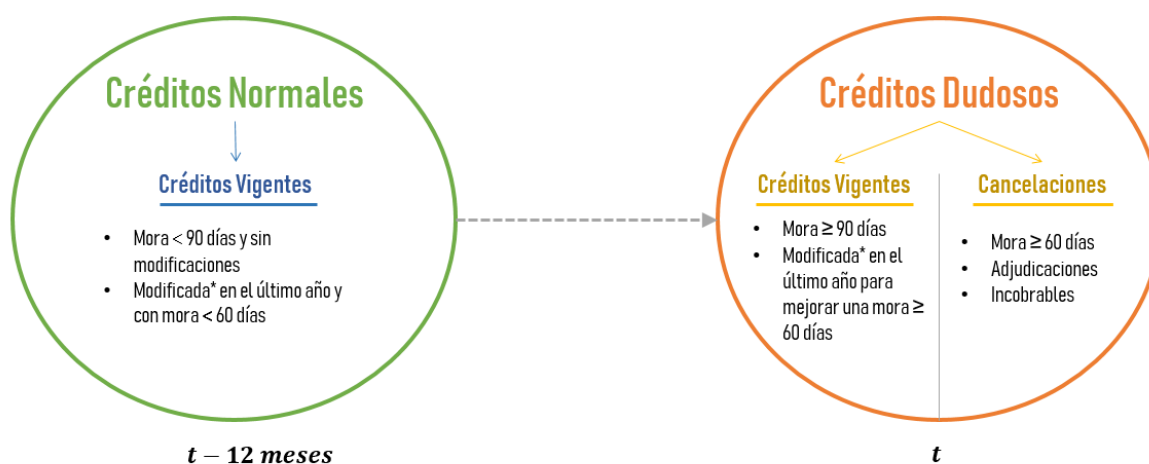 Créditos Normales
Créditos Vigentes
• Mora < 90 días y sin
modificaciones
• Modificada* en el último año y
con mora < 60 días
t − 12 meses
Créditos Dudosos
Créditos Vigentes
• Mora ≥ 90 días
• Modificada* en el
último año para
mejorar una mora ≥
60 días
Cancelaciones
• Mora ≥ 60 días
• Adjudicaciones
• Incobrables
t